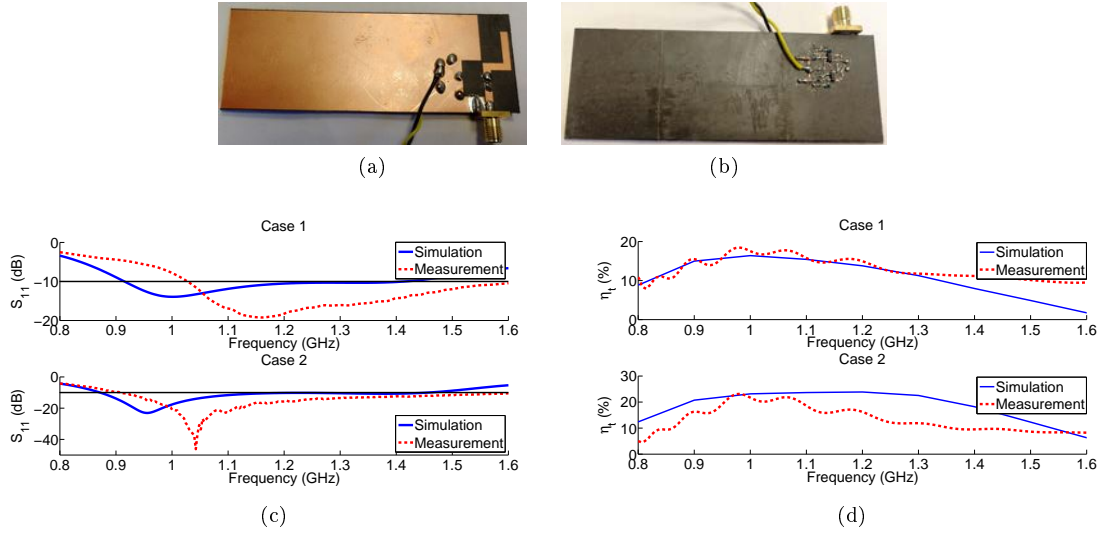 (a)
(b)
Case 1
S11 (dB)
0
−10
−20
0.8 0.9 1 1.1 1.2 1.3 1.4 1.5 1.6
Frequency (GHz)
Simulation
Measurement
Case 2
S11 (dB)
0
−20
−40
0.8 0.9 1 1.1 1.2 1.3 1.4 1.5 1.6
Frequency (GHz)
Simulation
Measurement
(c)
Case 1
ηt (%)
20
10
0
0.8 0.9 1 1.1 1.2 1.3 1.4 1.5 1.6
Frequency (GHz)
Simulation
Measurement
Case 2
ηt (%)
30
20
10
0
0.8 0.9 1 1.1 1.2 1.3 1.4 1.5 1.6
Frequency (GHz)
Simulation
Measurement
(d)